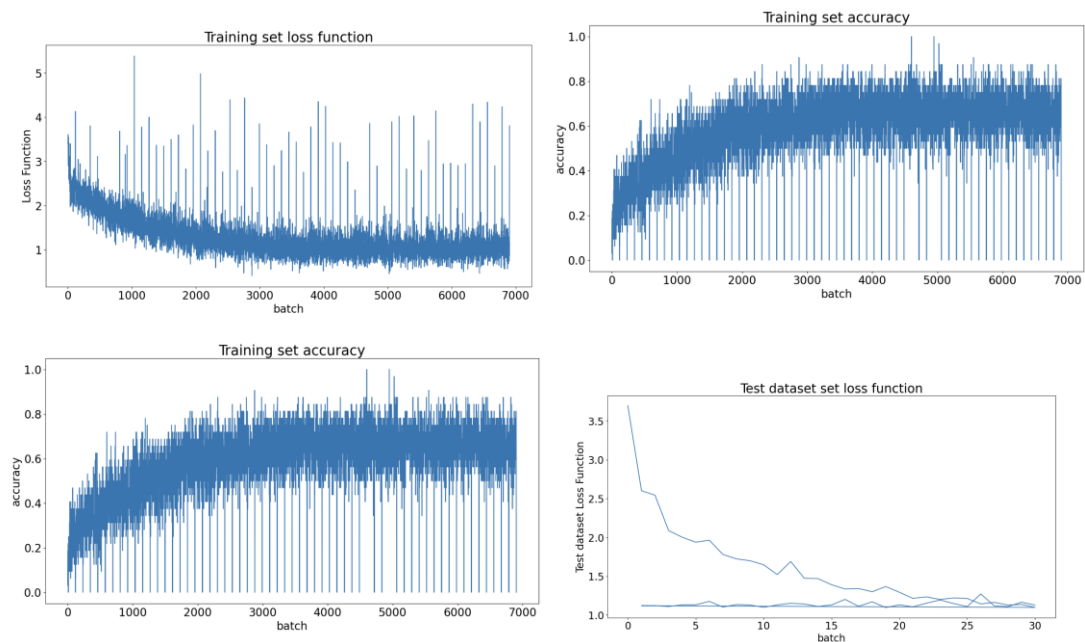 Training set loss function
Loss Function
5
4
3
2
1
0 1000 2000 3000 4000 5000 6000 7000
batch
Training set accuracy
accuracy
1.0
0.8
0.6
0.4
0.2
0.0
0 1000 2000 3000 4000 5000 6000 7000
batch
Training set accuracy
accuracy
1.0
0.8
0.6
0.4
0.2
0.0
0 1000 2000 3000 4000 5000 6000 7000
batch
Test dataset set loss function
Test dataset Loss Function
3.5
3.0
2.5
2.0
1.5
1.0
0 5 10 15 20 25 30
batch